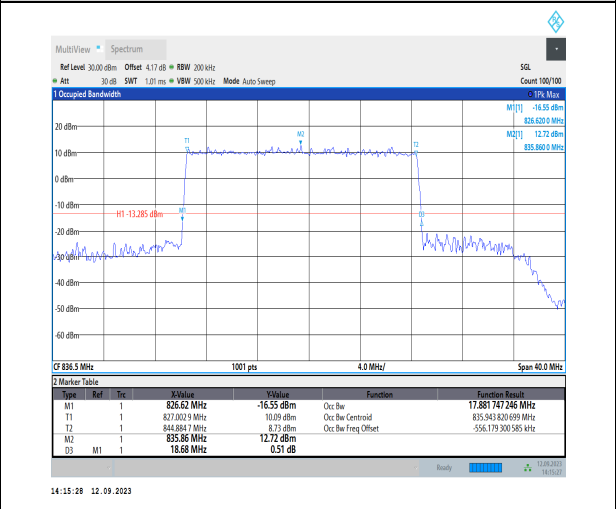 MultiView Spectrum
Ref Level 30.00 dBm Offset 4.17 dB RBW 200 kHz SGL
Att 30 dB SWT 1.01 ms VBW 500 kHz Mode Auto Sweep Count 100/100
1 Occupied Bandwidth 1Pk Max
M1[1] -16.55 dBm
826.6200 MHz
M2[1] 12.72 dBm
835.8600 MHz
20 dBm
T1 M2 T2
10 dBm
0 dBm
-10 dBm
H1 -13.285 dBm M1 D3
-20 dBm
-30 dBm
-40 dBm
-50 dBm
-60 dBm
CF 836.5 MHz 1001 pts 4.0 MHz/ Span 40.0 MHz
2 Marker Table
Type Ref Trc X-Value Y-Value Function Function Result
M1 1 826.62 MHz -16.55 dBm Occ Bw 17.881 747 246 MHz
T1 1 827.002 9 MHz 10.09 dBm Occ Bw Centroid 835.943 820 699 MHz
T2 1 844.884 7 MHz 8.73 dBm Occ Bw Freq Offset -556.179 300 585 kHz
M2 1 835.86 MHz 12.72 dBm
D3 M1 1 18.68 MHz 0.51 dB
Ready 12.09.2023
14:15:27
14:15:28 12.09.2023